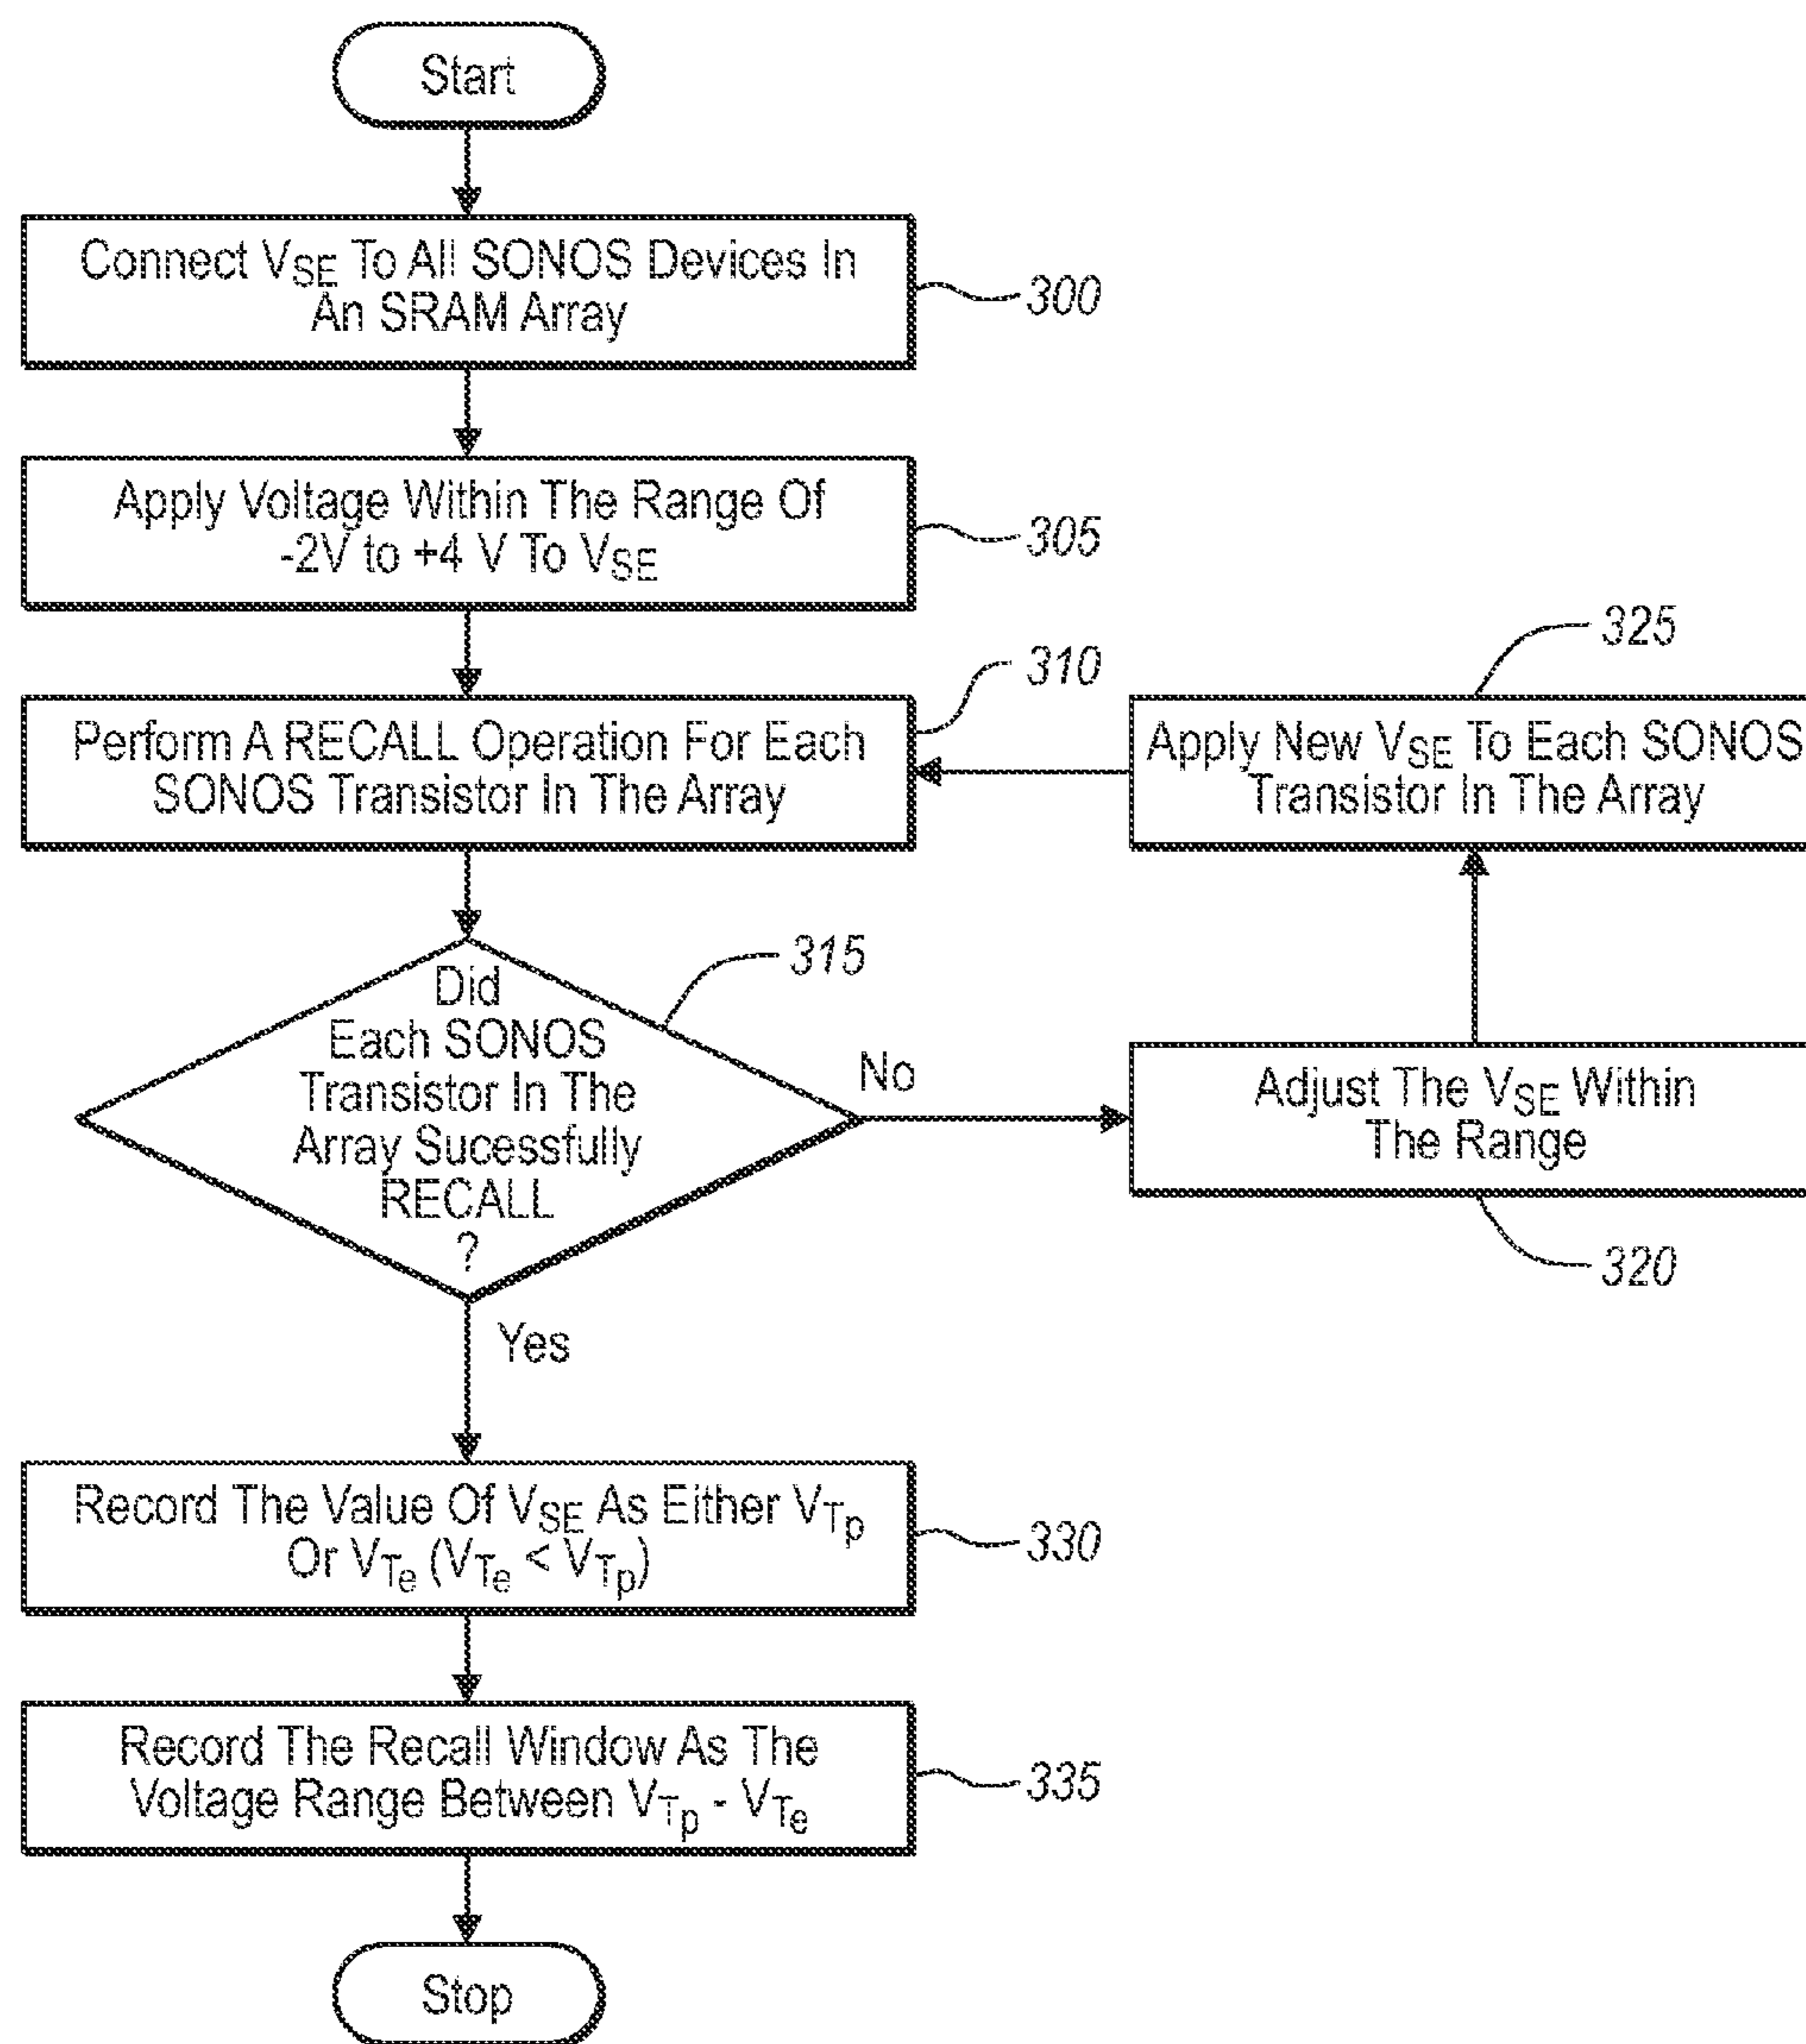 Start
Connect VSE To All SONOS Devices In
An SRAM Array
300
Apply Voltage Within The Range Of
-2V to +4 V To VSE
305
Perform A RECALL Operation For Each
SONOS Transistor In The Array
310
Did
Each SONOS
Transistor In The
Array Sucessfully
RECALL
?
315
No
Adjust The VSE Within
The Range
320
Apply New VSE To Each SONOS
Transistor In The Array
325
Yes
Record The Value Of VSE As Either VTp
Or VTe (VTe < VTp)
330
Record The Recall Window As The
Voltage Range Between VTp - VTe
335
Stop